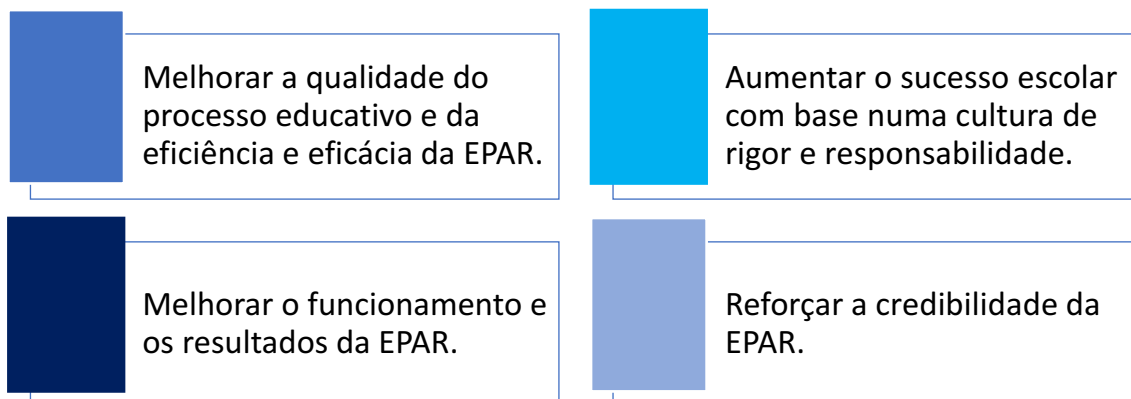 Melhorar a qualidade do
processo educativo e da
eficiência e eficácia da EPAR.
Aumentar o sucesso escolar
com base numa cultura de
rigor e responsabilidade.
Melhorar o funcionamento e
os resultados da EPAR.
Reforçar a credibilidade da
EPAR.